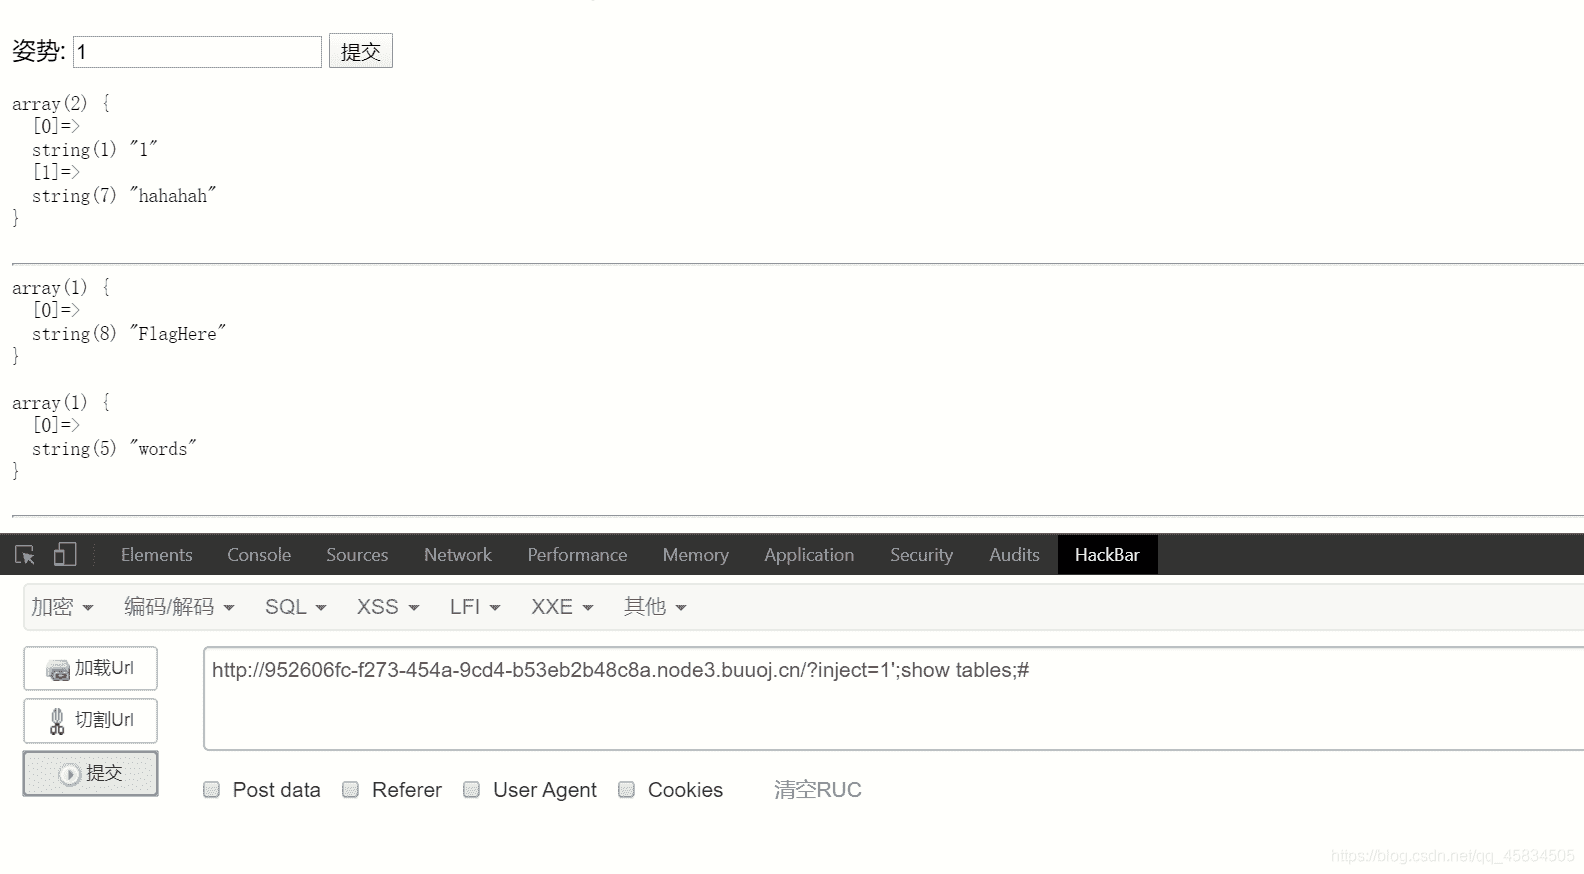 姿势: 1 提交
array(2) {
[0]=>
string(1) "1"
[1]=>
string(7) "hahahah"
}
array(1) {
[0]=>
string(8) "FlagHere"
}
array(1) {
[0]=>
string(5) "words"
}
Elements Console Sources Network Performance Memory Application Security Audits HackBar
加密 编码/解码 SQL XSS LFI XXE 其他
加载Url
http://952606fc-f273-454a-9cd4-b53eb2b48c8a.node3.buuoj.cn/?inject=1';show tables;#
切割Url
提交
Post data Referer User Agent Cookies 清空RUC
https://blog.csdn.net/qq_45834505